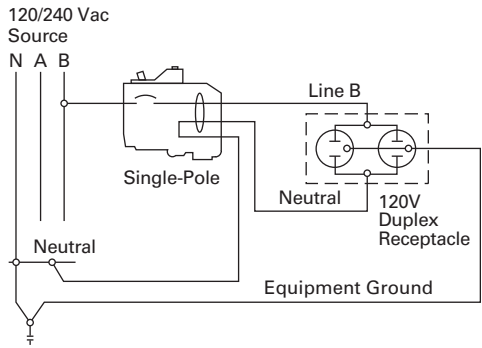 120/240 Vac
Source
N A B
Line B
Single-Pole
Neutral
120V
Duplex
Receptacle
Neutral
Equipment Ground